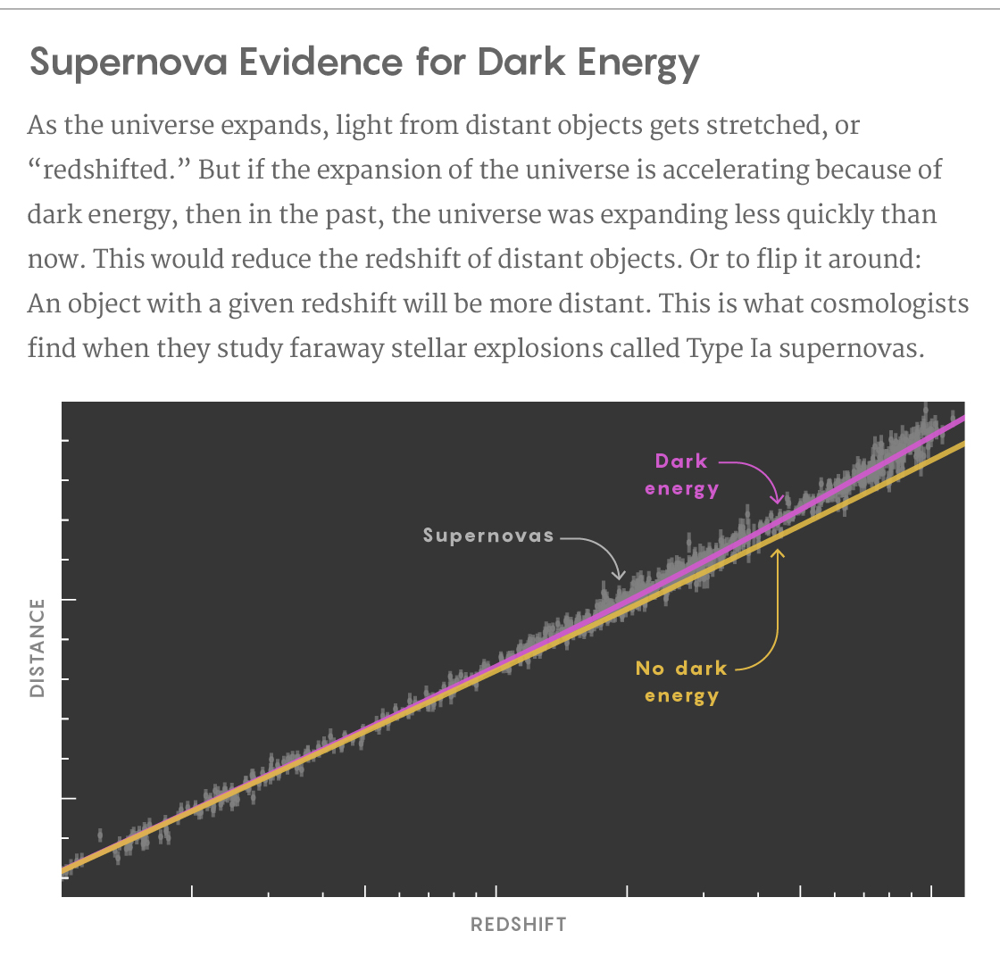 Supernova Evidence for Dark Energy
As the universe expands, light from distant objects gets stretched, or
“redshifted.” But if the expansion of the universe is accelerating because of
dark energy, then in the past, the universe was expanding less quickly than
now. This would reduce the redshift of distant objects. Or to flip it around:
An object with a given redshift will be more distant. This is what cosmologists
find when they study faraway stellar explosions called Type Ia supernovas.
Dark
energy
Supernovas
No dark
energy
DISTANCE
REDSHIFT